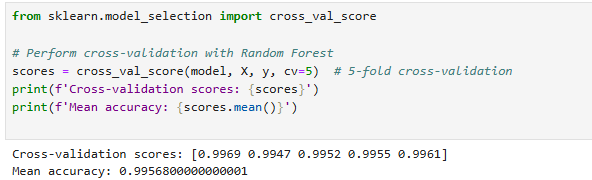 from sklearn.model_selection import cross_val_score
# Perform cross-validation with Random Forest
scores = cross_val_score(model, X, y, cv=5)  # 5-fold cross-validation
print(f'Cross-validation scores: {scores}')
print(f'Mean accuracy: {scores.mean()}')
Cross-validation scores: [0.9969 0.9947 0.9952 0.9955 0.9961]
Mean accuracy: 0.9956800000000001